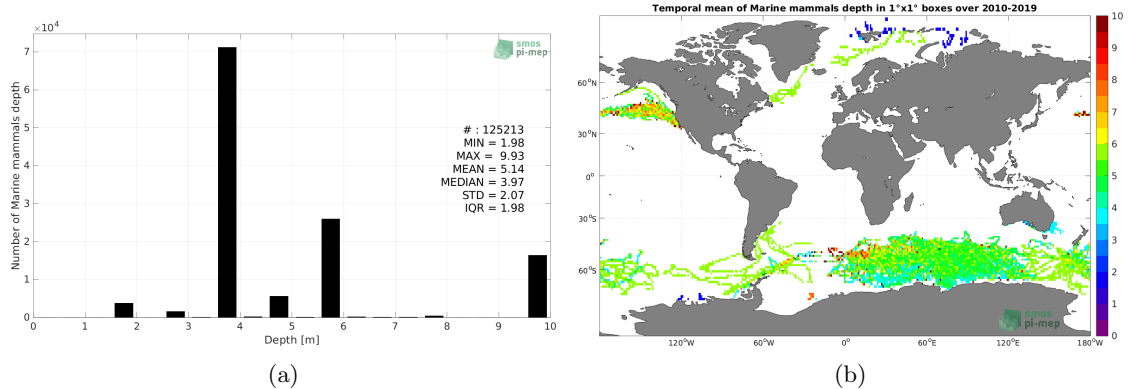 ×10⁴
Number of Marine mammals depth
7
6
5
4
3
2
1
0
smos
pi-mep
# : 125213
MIN = 1.98
MAX = 9.93
MEAN = 5.14
MEDIAN = 3.97
STD = 2.07
IQR = 1.98
0 1 2 3 4 5 6 7 8 9 10
Depth [m]
(a)
Temporal mean of Marine mammals depth in 1°x1° boxes over 2010-2019
60°N
30°N
0°
30°S
60°S
120°W 60°W 0° 60°E 120°E 180°W
smos
pi-mep
10
9
8
7
6
5
4
3
2
1
0
(b)